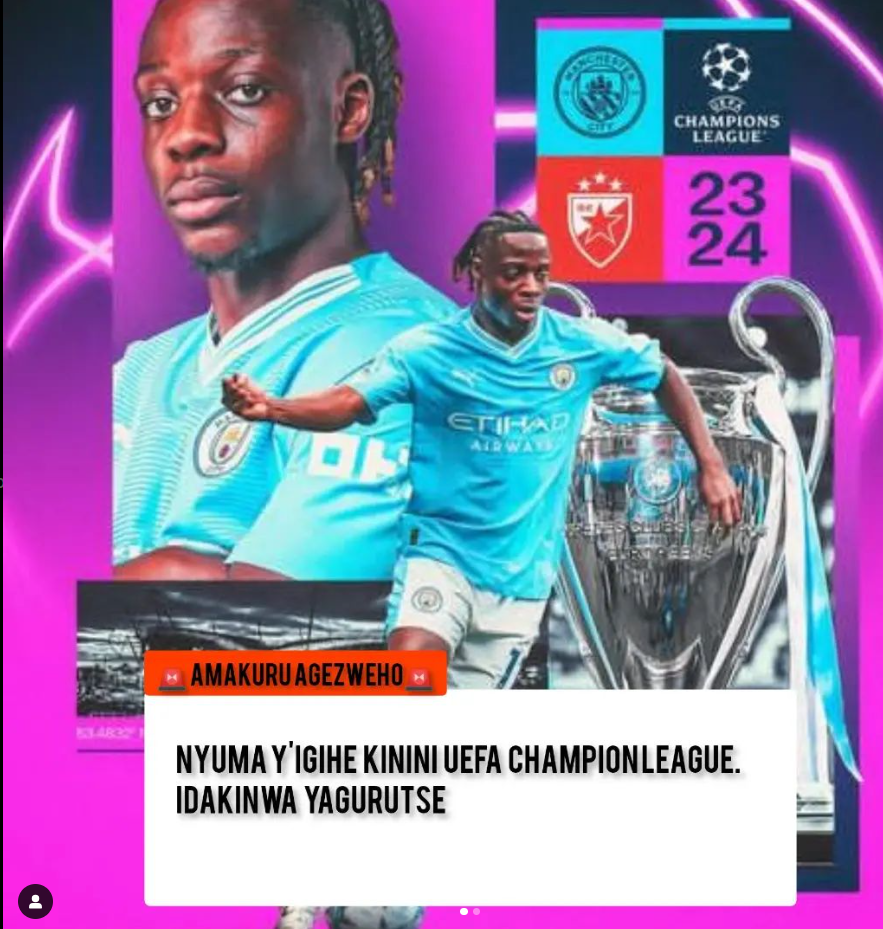 MANCHESTER
CITY
UEFA
CHAMPIONS
LEAGUE
23
24
ETIHAD
AIRWAYS
AMAKURU AGEZWEHO
NYUMA Y'IGIHE KININI UEFA CHAMPIONLEAGUE.
IDAKINWA YAGURUTSE